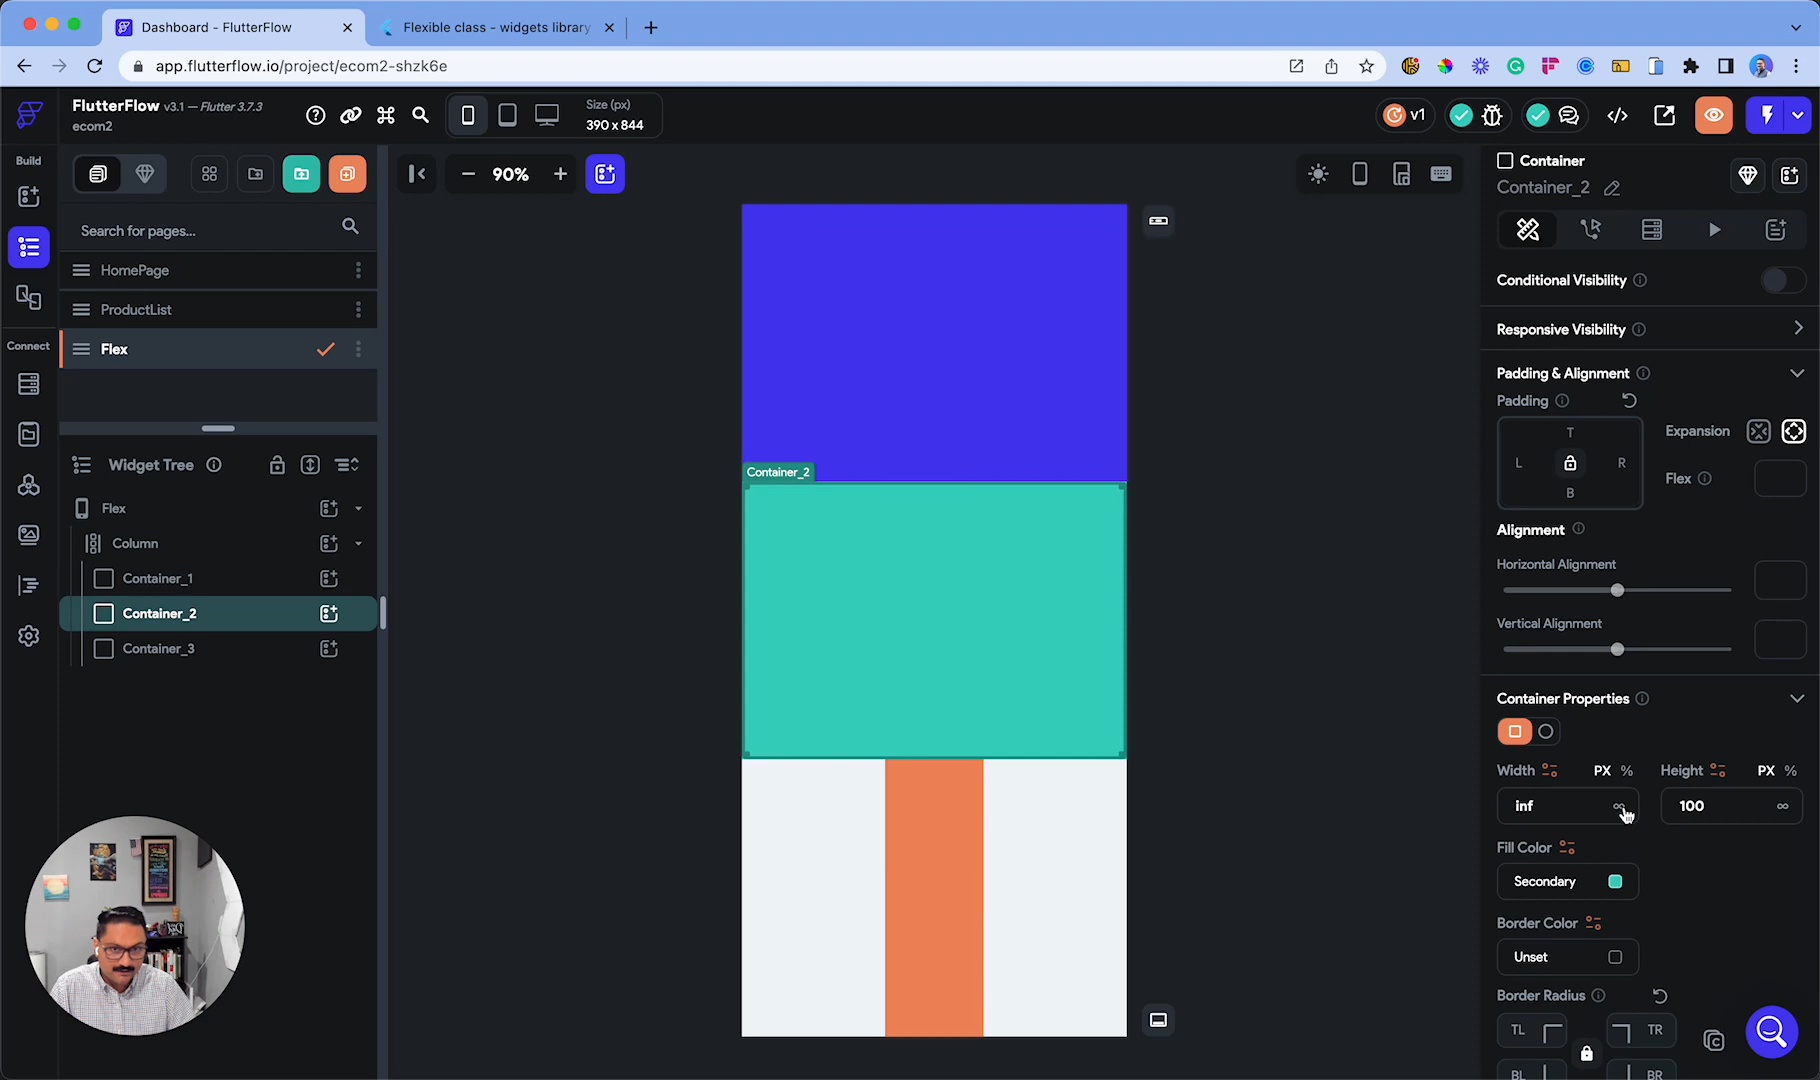 Dashboard - FlutterFlow
Flexible class - widgets library
app.flutterflow.io/project/ecom2-shzk6e
FlutterFlow v3.1 — Flutter 3.7.3
ecom2
Size (px)
390 x 844
v1
Build
90%
Container
Container_2
Search for pages...
HomePage
ProductList
Connect
Flex
Widget Tree
Flex
Column
Container_1
Container_2
Container_3
Container_2
Conditional Visibility
Responsive Visibility
Padding & Alignment
Padding
T
L
R
B
Expansion
Flex
Alignment
Horizontal Alignment
Vertical Alignment
Container Properties
Width PX %
Height PX %
inf
100
Fill Color
Secondary
Border Color
Unset
Border Radius
TL
TR
BL
BR